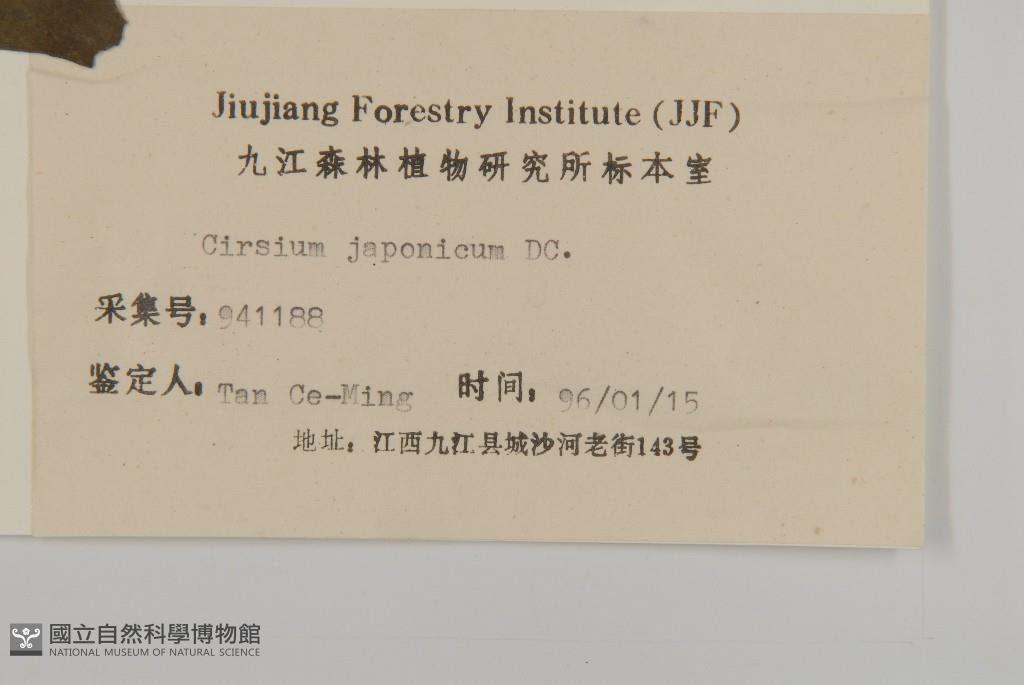 Jiujiang Forestry Institute (JJF)
九江森林植物研究所标本室
Cirsium japonicum DC.
采集号: 941188
鉴定人: Tan Ce-Ming 时间: 96/01/15
地址: 江西九江县城沙河老街143号
國立自然科學博物館
NATIONAL MUSEUM OF NATURAL SCIENCE